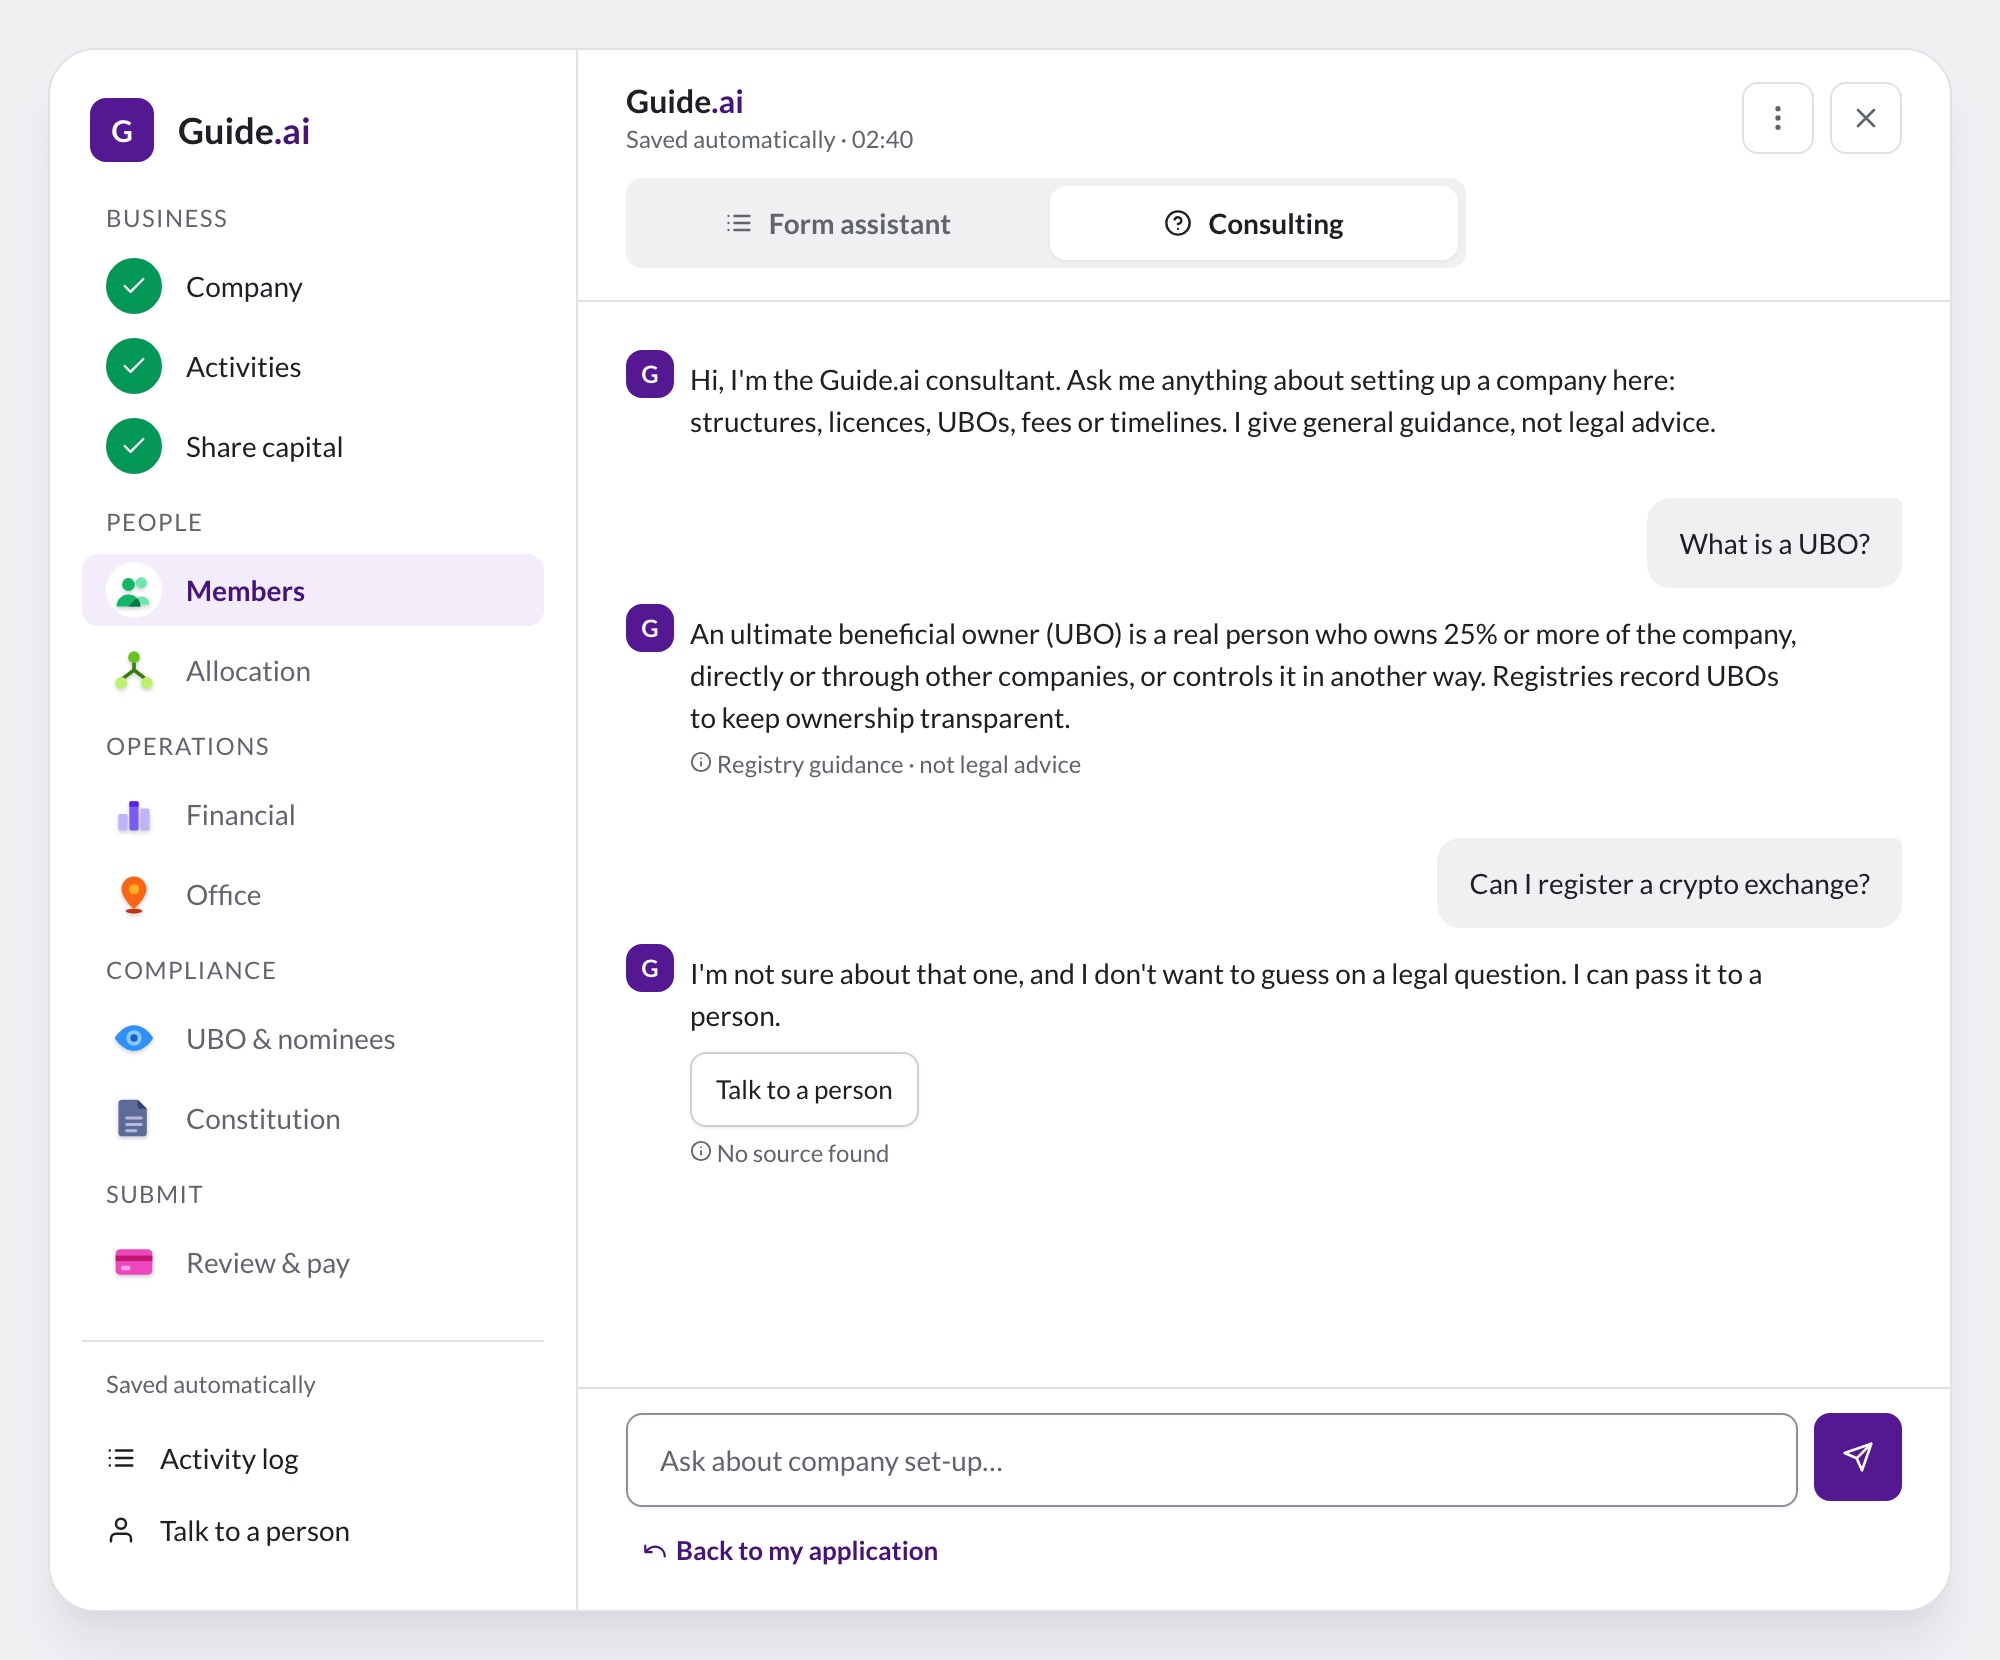 G Guide.ai
BUSINESS
Company
Activities
Share capital
PEOPLE
Members
Allocation
OPERATIONS
Financial
Office
COMPLIANCE
UBO & nominees
Constitution
SUBMIT
Review & pay
Saved automatically
Activity log
Talk to a person
Guide.ai
Saved automatically · 02:40
Form assistant
Consulting
G
Hi, I'm the Guide.ai consultant. Ask me anything about setting up a company here:
structures, licences, UBOs, fees or timelines. I give general guidance, not legal advice.
What is a UBO?
G
An ultimate beneficial owner (UBO) is a real person who owns 25% or more of the company,
directly or through other companies, or controls it in another way. Registries record UBOs
to keep ownership transparent.
Registry guidance · not legal advice
Can I register a crypto exchange?
G
I'm not sure about that one, and I don't want to guess on a legal question. I can pass it to a
person.
Talk to a person
No source found
Ask about company set-up...
Back to my application